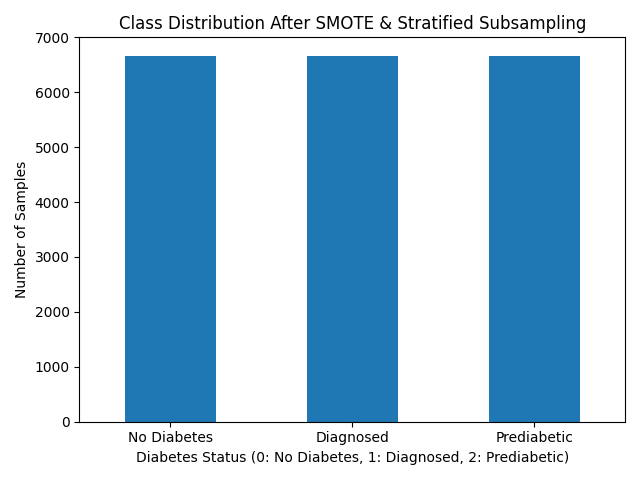 Class Distribution After SMOTE & Stratified Subsampling
7000
6000
5000
4000
3000
2000
1000
0
Number of Samples
No Diabetes Diagnosed Prediabetic
Diabetes Status (0: No Diabetes, 1: Diagnosed, 2: Prediabetic)